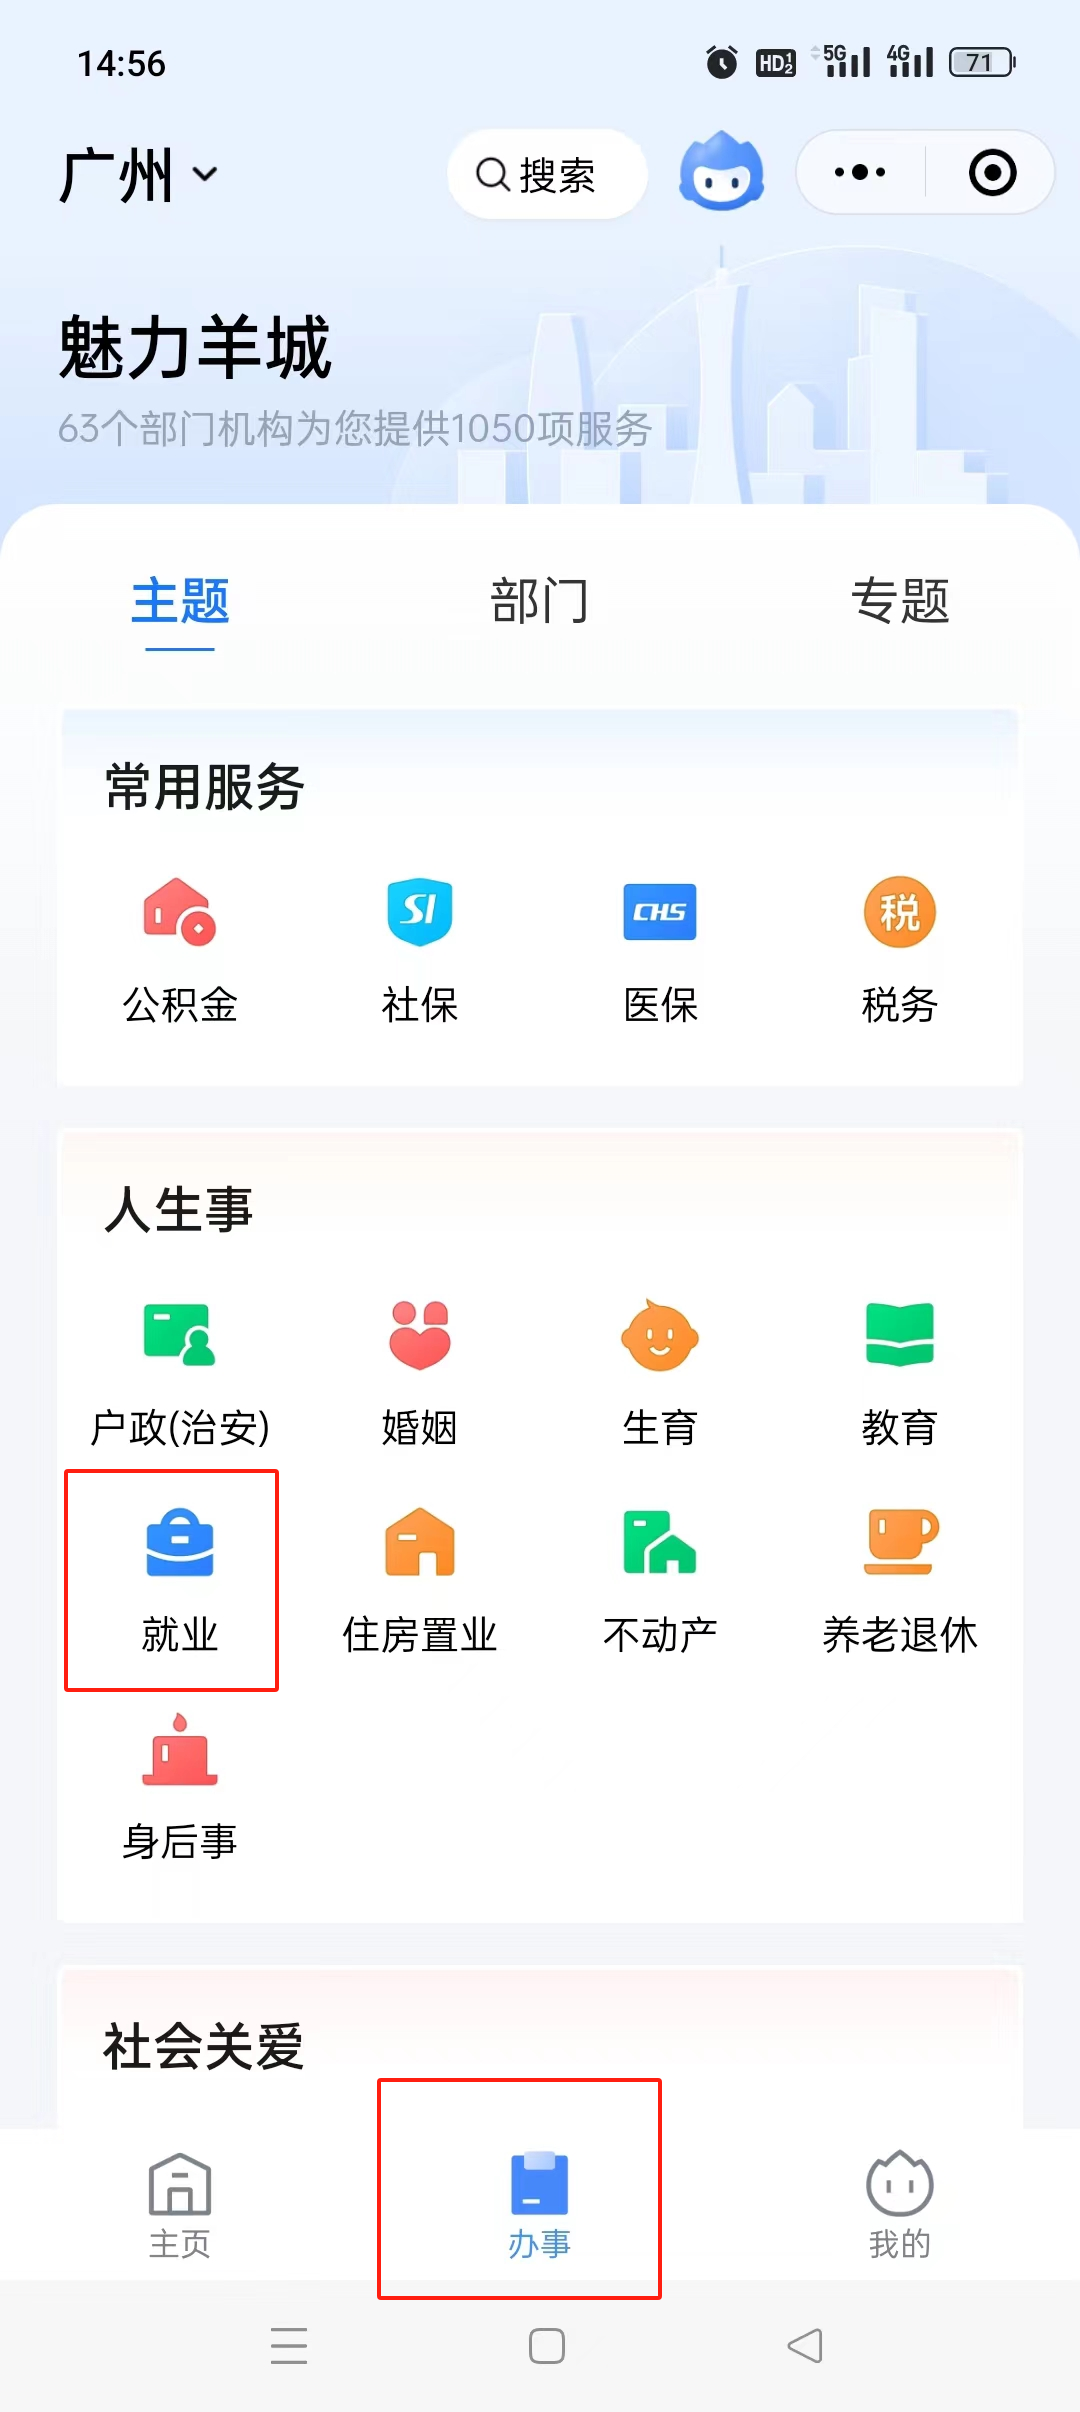 14:56
HD 1 2 5G 4G 71
广州
搜索
魅力羊城
63个部门机构为您提供1050项服务
主题 部门 专题
常用服务
SI CHS 税
公积金 社保 医保 税务
人生事
户政(治安) 婚姻 生育 教育
就业 住房置业 不动产 养老退休
身后事
社会关爱
主页 办事 我的